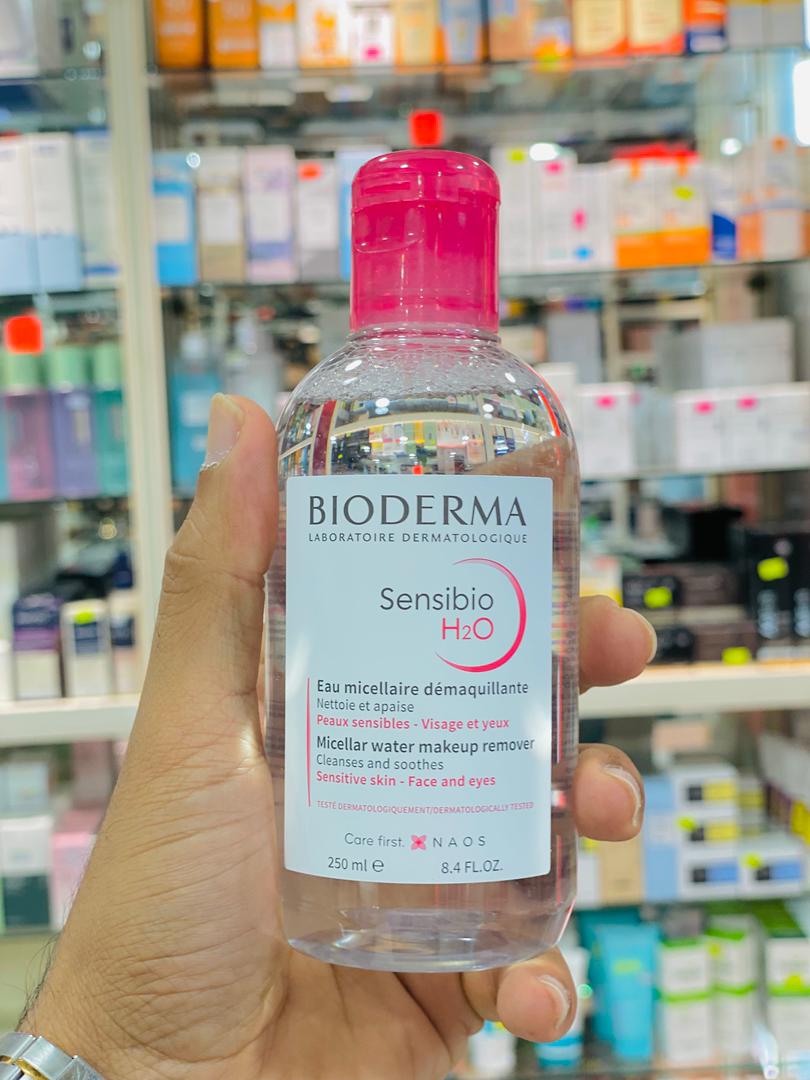 BIODERMA
LABORATOIRE DERMATOLOGIQUE
Sensibio
H2O
Eau micellaire démaquillante
Nettoie et apaise
Peaux sensibles - Visage et yeux
Micellar water makeup remover
Cleanses and soothes
Sensitive skin - Face and eyes
TESTÉ DERMATOLOGIQUEMENT/DERMATOLOGICALLY TESTED
Care first. NAOS
250 ml ℮ 8.4 FL.OZ.